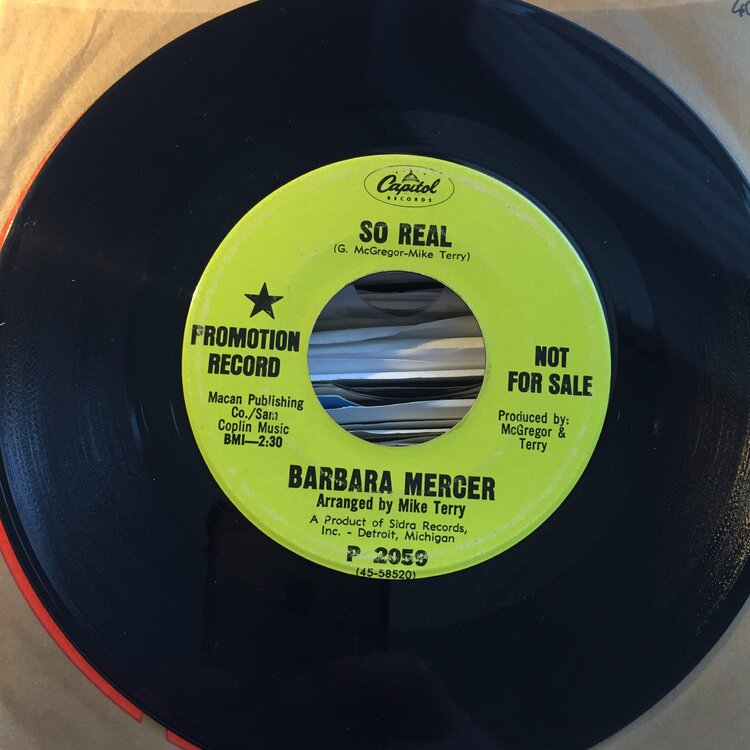 Capitol
RECORDS
SO REAL
(G. McGregor-Mike Terry)
★
PROMOTION
RECORD
Macan Publishing
Co./Sam
Coplin Music
BMI—2:30
NOT
FOR SALE
Produced by:
McGregor &
Terry
BARBARA MERCER
Arranged by Mike Terry
A Product of Sidra Records,
Inc. - Detroit, Michigan
P 2059
(45-58520)